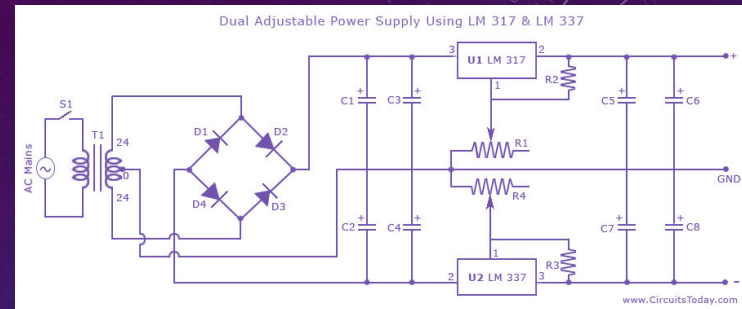 Dual Adjustable Power Supply Using LM 317 & LM 337
3 U1 LM 317 2
1
R2
S1
AC Mains
T1
24
0
24
D1
D2
D4
D3
C1
C3
C5
C6
R1
R4
GND
C2
C4
C7
C8
1
R3
2 U2 LM 337 3
+
-
+
+
+
+
+
+
+
+
www.CircuitsToday.com